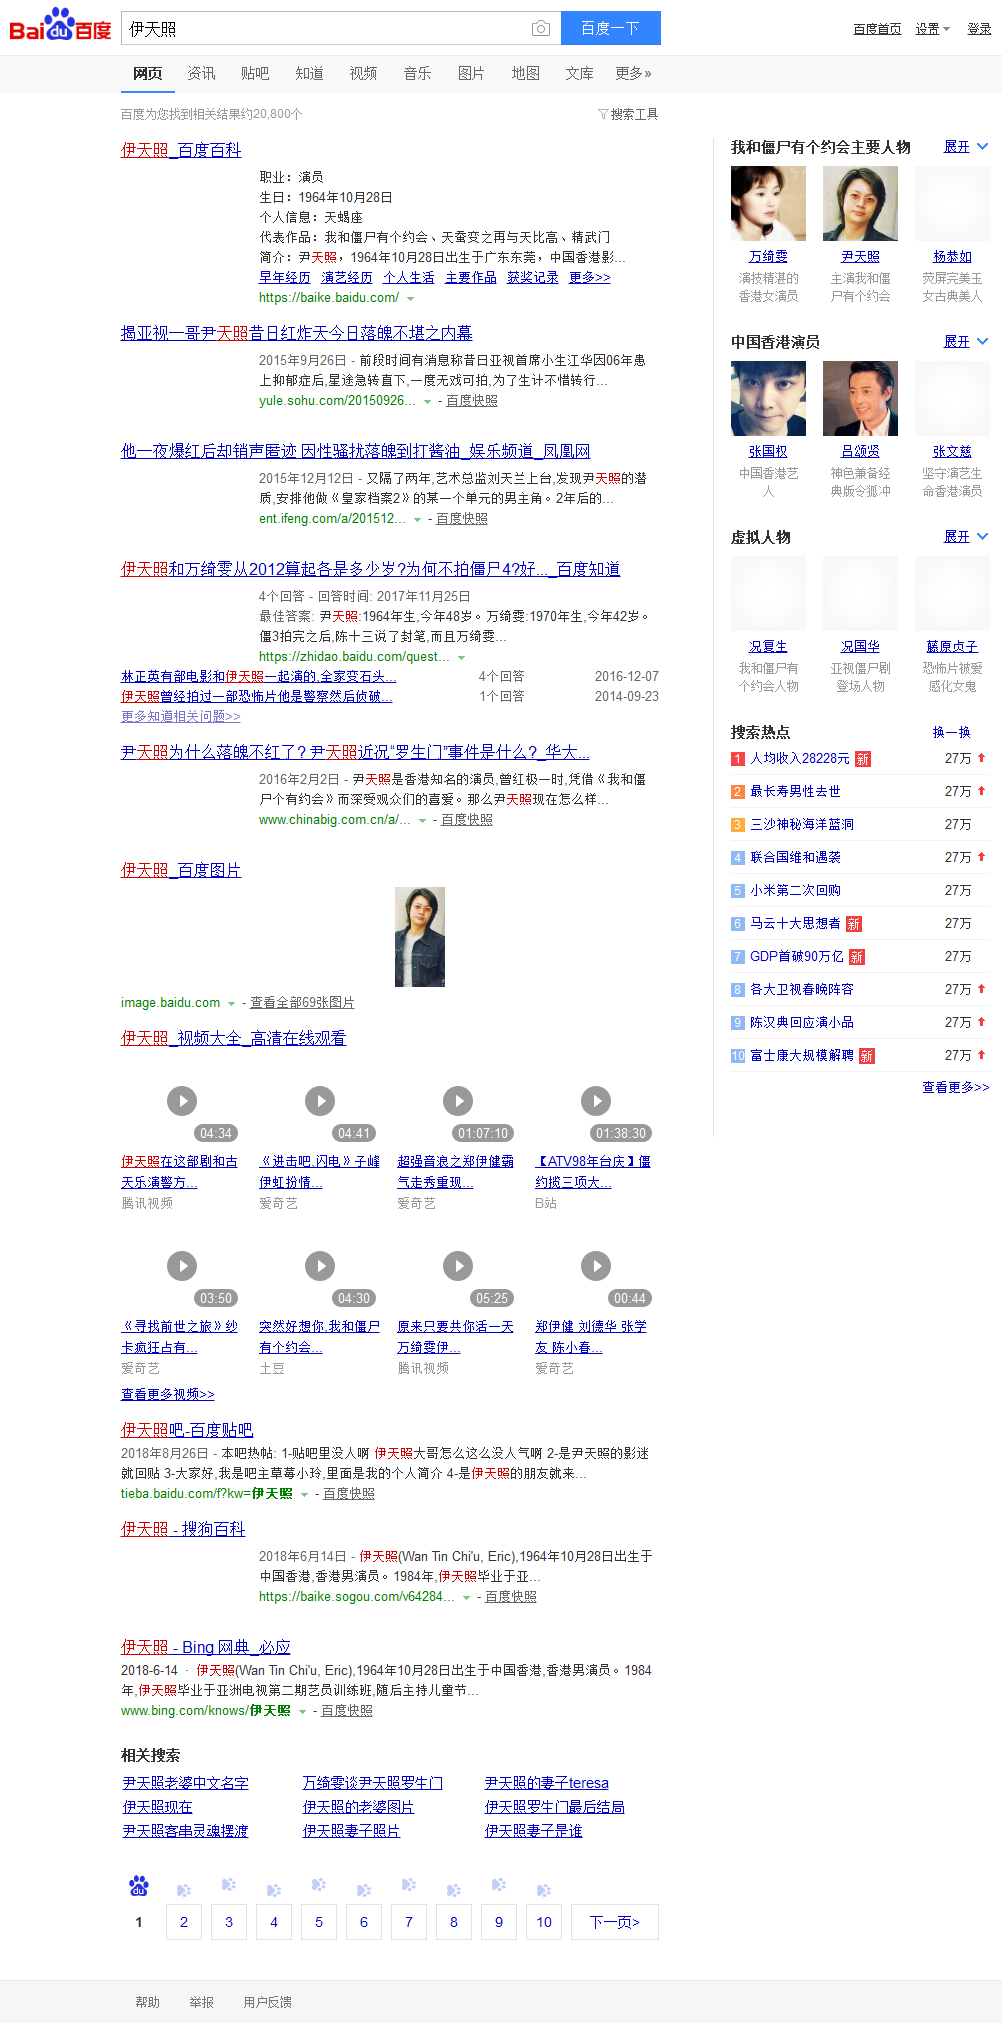 Bai du 百度
伊天照
百度一下
百度首页 设置 登录
网页 资讯 贴吧 知道 视频 音乐 图片 地图 文库 更多»
百度为您找到相关结果约20,800个
搜索工具
伊天照_百度百科
职业：演员
生日：1964年10月28日
个人信息：天蝎座
代表作品：我和僵尸有个约会、天蚕变之再与天比高、精武门
简介：尹天照，1964年10月28日出生于广东东莞，中国香港影...
早年经历 演艺经历 个人生活 主要作品 获奖记录 更多>>
https://baike.baidu.com/
揭亚视一哥尹天照昔日红炸天今日落魄不堪之内幕
2015年9月26日 - 前段时间有消息称昔日亚视首席小生江华因06年患
上抑郁症后,星途急转直下,一度无戏可拍,为了生计不惜转行...
yule.sohu.com/20150926... - 百度快照
他一夜爆红后却销声匿迹 因性骚扰落魄到打酱油_娱乐频道_凤凰网
2015年12月12日 - 又隔了两年,艺术总监刘天兰上台,发现尹天照的潜
质,安排他做《皇家档案2》的某一个单元的男主角。2年后的...
ent.ifeng.com/a/201512... - 百度快照
伊天照和万绮雯从2012算起各是多少岁?为何不拍僵尸4?好..._百度知道
4个回答 - 回答时间: 2017年11月25日
最佳答案: 尹天照:1964年生,今年48岁。万绮雯:1970年生,今年42岁。
僵3拍完之后,陈十三说了封笔,而且万绮雯...
https://zhidao.baidu.com/quest...
林正英有部电影和伊天照一起演的,全家变石头... 4个回答 2016-12-07
伊天照曾经拍过一部恐怖片他是警察然后侦破... 1个回答 2014-09-23
更多知道相关问题>>
尹天照为什么落魄不红了? 尹天照近况“罗生门”事件是什么?_华大...
2016年2月2日 - 尹天照是香港知名的演员,曾红极一时,凭借《我和僵
尸个有约会》而深受观众们的喜爱。那么尹天照现在怎么样...
www.chinabig.com.cn/a/... - 百度快照
伊天照_百度图片
image.baidu.com - 查看全部69张图片
伊天照_视频大全_高清在线观看
04:34 04:41 01:07:10 01:38:30
伊天照在这部剧和古 《进击吧,闪电》子峰 超强音浪之郑伊健霸 【ATV98年台庆】僵
天乐演警方... 伊虹扮情... 气走秀重现... 约揽三项大...
腾讯视频 爱奇艺 爱奇艺 B站
03:50 04:30 05:25 00:44
《寻找前世之旅》纱 突然好想你,我和僵尸 原来只要共你活一天 郑伊健 刘德华 张学
卡疯狂占有... 有个约会... 万绮雯伊... 友 陈小春...
爱奇艺 土豆 腾讯视频 爱奇艺
查看更多视频>>
伊天照吧-百度贴吧
2018年8月26日 - 本吧热帖: 1-贴吧里没人啊 伊天照大哥怎么这么没人气啊 2-是尹天照的影迷
就回贴 3-大家好,我是吧主草莓小玲,里面是我的个人简介 4-是伊天照的朋友就来...
tieba.baidu.com/f?kw=伊天照 - 百度快照
伊天照 - 搜狗百科
2018年6月14日 - 伊天照(Wan Tin Chi'u, Eric),1964年10月28日出生于
中国香港,香港男演员。1984年,伊天照毕业于亚...
https://baike.sogou.com/v64284... - 百度快照
伊天照 - Bing 网典_必应
2018-6-14 · 伊天照(Wan Tin Chi'u, Eric),1964年10月28日出生于中国香港,香港男演员。1984
年,伊天照毕业于亚洲电视第二期艺员训练班,随后主持儿童节...
www.bing.com/knows/伊天照 - 百度快照
相关搜索
尹天照老婆中文名字 万绮雯谈尹天照罗生门 尹天照的妻子teresa
伊天照现在 伊天照的老婆图片 伊天照罗生门最后结局
尹天照客串灵魂摆渡 伊天照妻子照片 伊天照妻子是谁
du
1 2 3 4 5 6 7 8 9 10 下一页>
帮助 举报 用户反馈
我和僵尸有个约会主要人物 展开
万绮雯 尹天照 杨恭如
演技精湛的 主演我和僵 荧屏完美玉
香港女演员 尸有个约会 女古典美人
中国香港演员 展开
张国权 吕颂贤 张文慈
中国香港艺 神色兼备经 坚守演艺生
人 典版令狐冲 命香港演员
虚拟人物 展开
况复生 况国华 藤原贞子
我和僵尸有 亚视僵尸剧 恐怖片被爱
个约会人物 登场人物 感化女鬼
搜索热点 换一换
1 人均收入28228元 新 27万
2 最长寿男性去世 27万
3 三沙神秘海洋蓝洞 27万
4 联合国维和遇袭 27万
5 小米第二次回购 27万
6 马云十大思想者 新 27万
7 GDP首破90万亿 新 27万
8 各大卫视春晚阵容 27万
9 陈汉典回应演小品 27万
10 富士康大规模解聘 新 27万
查看更多>>